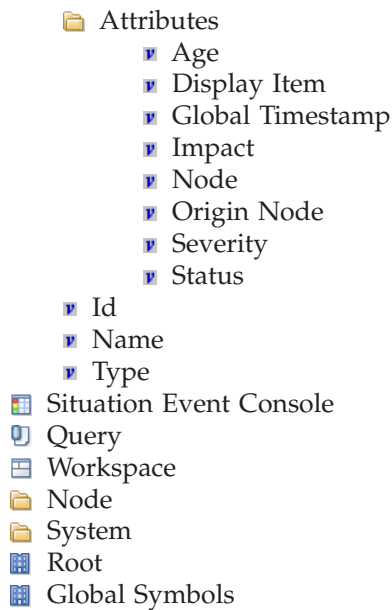 Attributes
Age
Display Item
Global Timestamp
Impact
Node
Origin Node
Severity
Status
Id
Name
Type
Situation Event Console
Query
Workspace
Node
System
Root
Global Symbols